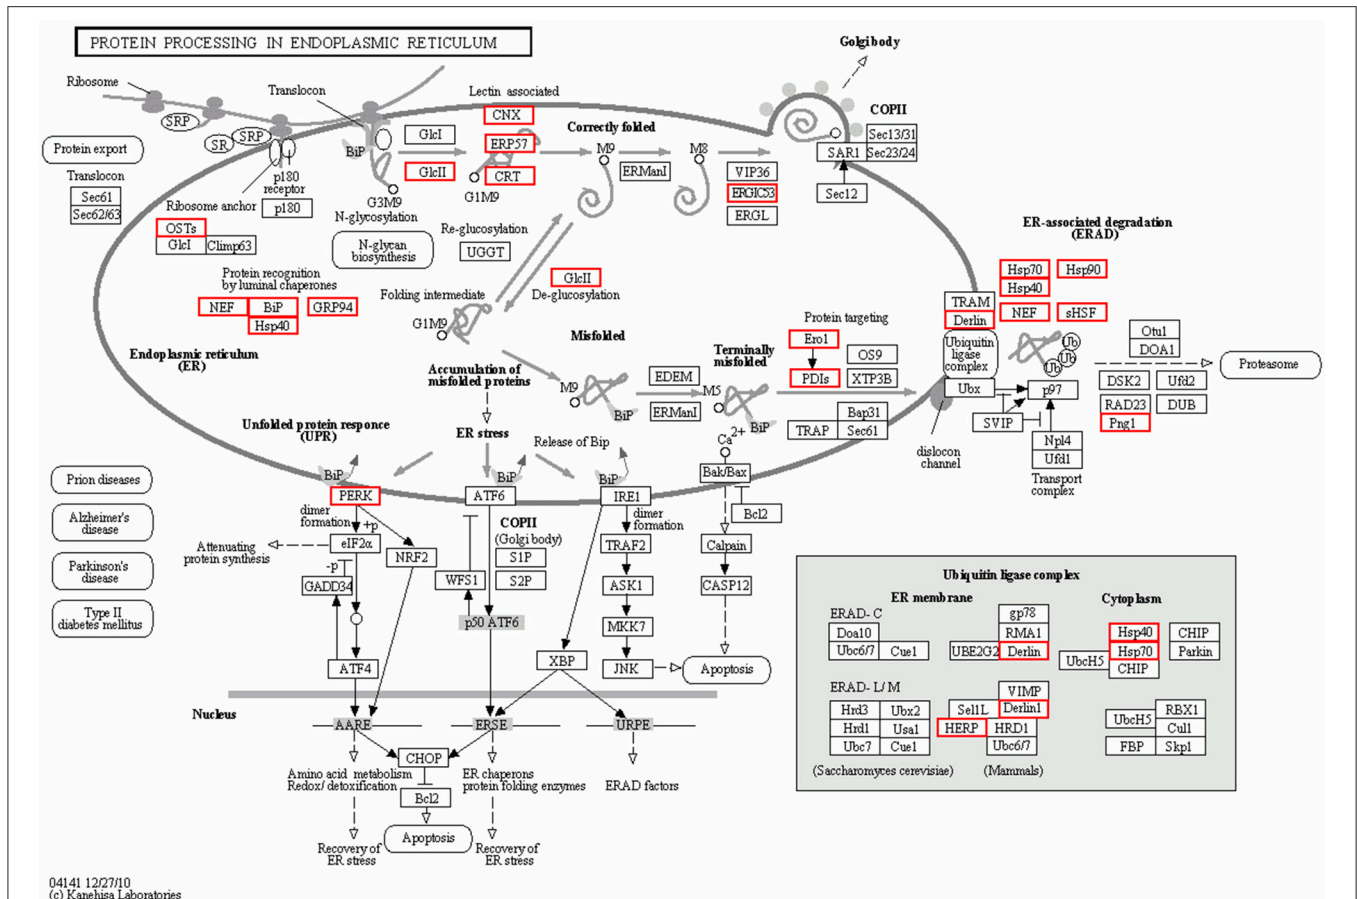 PROTEIN PROCESSING IN ENDOPLASMIC RETICULUM
Golgi body
Ribosome
Translocon
Lectin associated
CNX
COPII
SRP
SRP
SR
Protein export
BiP
GlcI
ERP57
Correctly folded
M9
M8
Sec13/31
SAR1
Sec23/24
Translocon
Sec61
Sec62/63
p180
receptor
GlcII
CRT
G3M9
G1M9
ERManI
VIP36
ERGIC53
ERGL
Sec12
Ribosome anchor
p180
N-glycosylation
OSTs
GlcI
Climp63
N-glycan
biosynthesis
Re-glucosylation
UGGT
ER-associated degradation
(ERAD)
Protein recognition
by luminal chaperones
GlcII
De-glucosylation
Hsp70
Hsp90
Hsp40
NEF
BiP
GRP94
Hsp40
Folding intermediate
G1M9
TRAM
Derlin
NEF
sHSF
Misfolded
Protein targeting
Ero1
Ubiquitin
ligase
complex
Ub
Ub
Ub
Otu1
DOA1
Proteasome
Endoplasmic reticulum
(ER)
Accumulation of
misfolded proteins
Terminally
misfolded
OS9
PDIs
XTP3B
M9
EDEM
M5
BiP
ERManI
BiP
Ubx
p97
DSK2
Ufd2
RAD23
DUB
Png1
Bap31
TRAP
Sec61
SVIP
Npl4
Ufd1
Transport
complex
dislocon
channel
Unfolded protein responce
(UPR)
ER stress
Release of Bip
Ca2+
Bak/Bax
Prion diseases
BiP
BiP
BiP
PERK
ATF6
IRE1
Bcl2
Alzheimer's
disease
dimer
formation
+p
eIF2α
NRF2
COPII
(Golgi body)
dimer
formation
TRAF2
Calpain
Attenuating
protein synthesis
Parkinson's
disease
-p
GADD34
WFS1
S1P
S2P
ASK1
CASP12
Type II
diabetes mellitus
p50 ATF6
MKK7
ATF4
XBP
JNK
Apoptosis
Nucleus
AARE
ERSE
URPE
CHOP
Amino acid metabolism
Redox/ detoxification
Bcl2
ER chaperons
protein folding enzymes
ERAD factors
Apoptosis
Recovery of
ER stress
Recovery of
ER stress
Ubiquitin ligase complex
ER membrane
Cytoplasm
ERAD- C
gp78
Doa10
RMA1
Hsp40
CHIP
Ubc6/7
Cue1
UBE2G2
Derlin
Hsp70
Parkin
UbcH5
CHIP
ERAD- L/ M
VIMP
Hrd3
Ubx2
Sel1L
Derlin1
RBX1
Hrd1
Usa1
HERP
HRD1
UbcH5
Cul1
Ubc7
Cue1
Ubc6/7
FBP
Skp1
(Saccharomyces cerevisiae)
(Mammals)
04141 12/27/10
(c) Kanehisa Laboratories